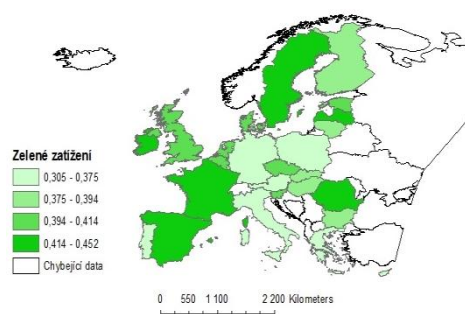 Zelené zatížení
0,305 - 0,375
0,375 - 0,394
0,394 - 0,414
0,414 - 0,452
Chybející data
0 550 1 100 2 200 Kilometers